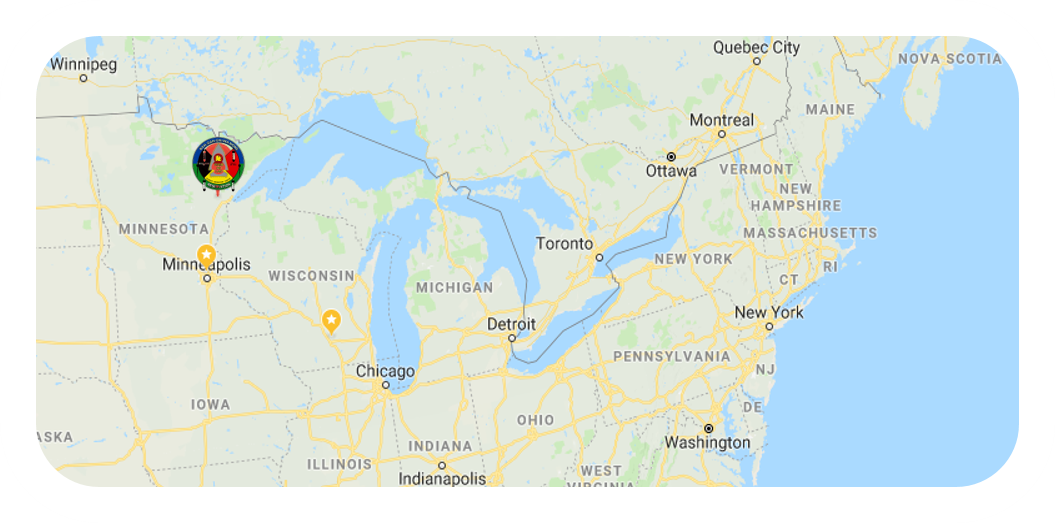 Quebec City
Winnipeg
NOVA SCOTIA
MAINE
Montreal
Ottawa
VERMONT
NEW
HAMPSHIRE
MINNESOTA
MASSACHUSETTS
Toronto
Minneapolis
WISCONSIN
NEW YORK
RI
CT
MICHIGAN
New York
Detroit
PENNSYLVANIA
Chicago
NJ
IOWA
DE
OHIO
ASKA
Washington
INDIANA
ILLINOIS
WEST
VIRGINIA
Indianapolis